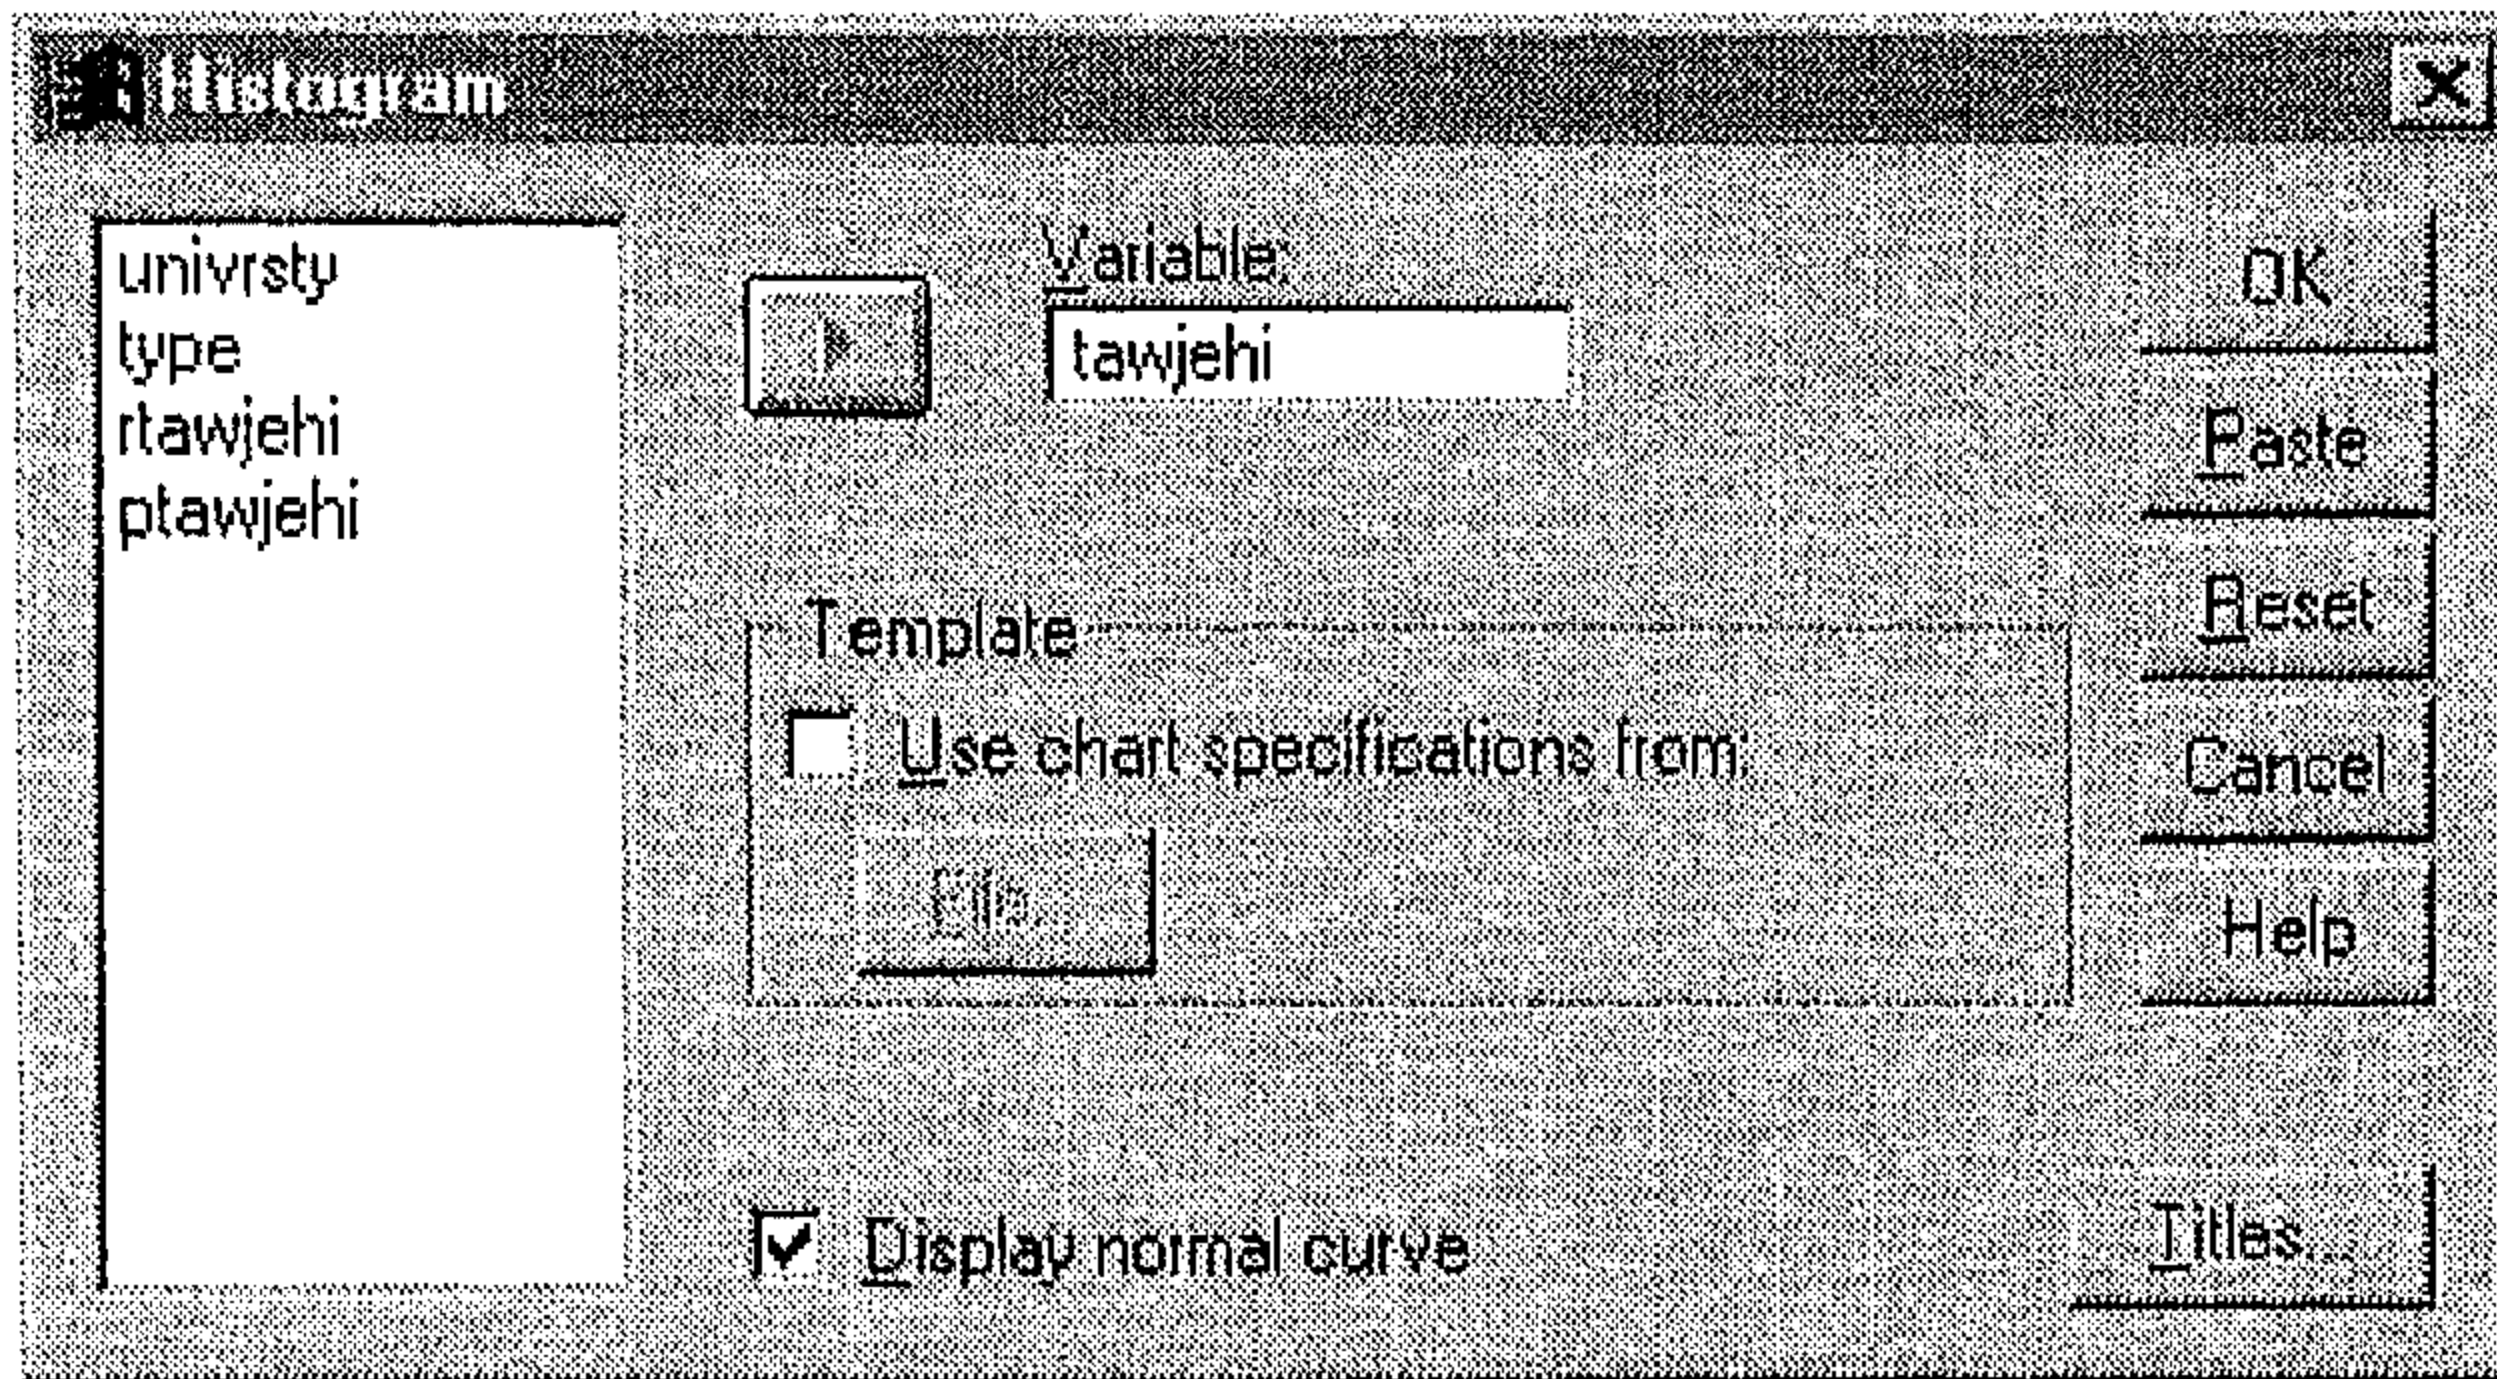 Histogram
univrsty
type
rtawjehi
ptawjehi
Variable:
tawjehi
Template
Use chart specifications from:
File...
Display normal curve
OK
Paste
Reset
Cancel
Help
Titles...